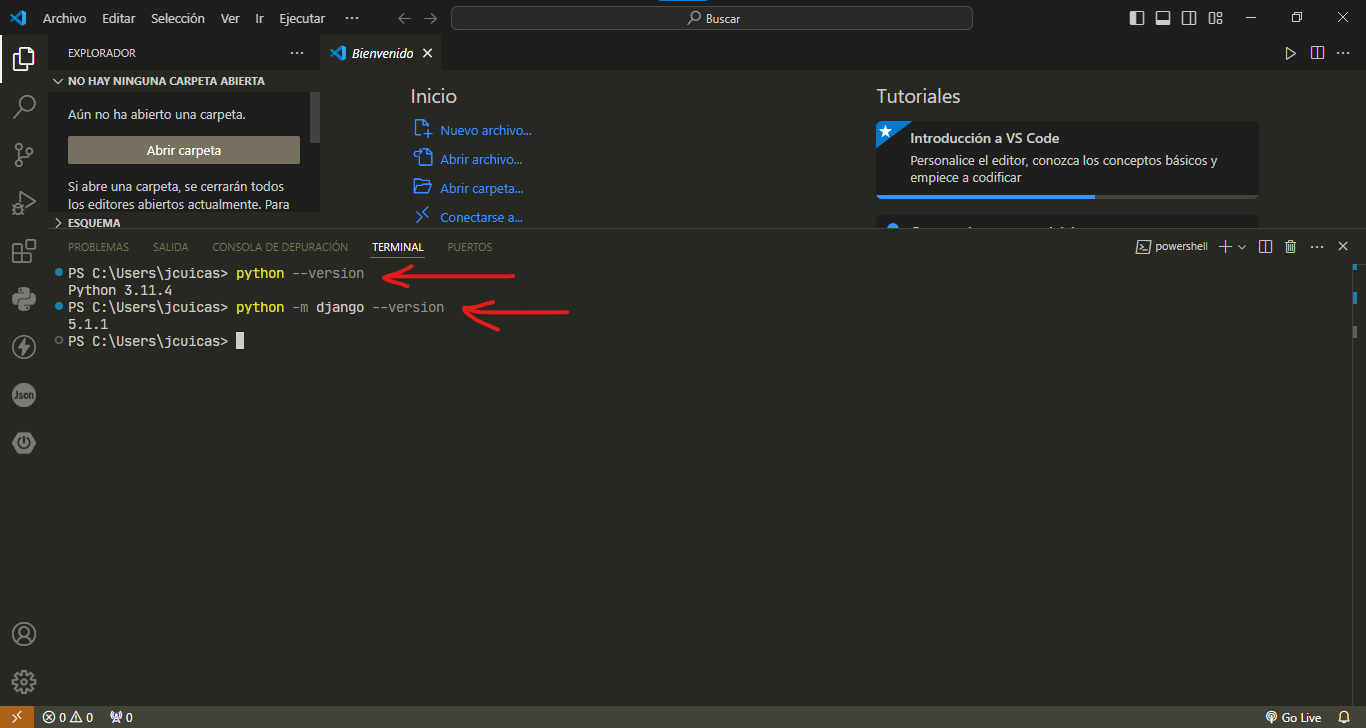 Archivo Editar Selección Ver Ir Ejecutar ··· Buscar
EXPLORADOR ··· Bienvenido
NO HAY NINGUNA CARPETA ABIERTA
Aún no ha abierto una carpeta.
Abrir carpeta
Si abre una carpeta, se cerrarán todos
los editores abiertos actualmente. Para
ESQUEMA
Inicio
Nuevo archivo...
Abrir archivo...
Abrir carpeta...
Conectarse a...
Tutoriales
Introducción a VS Code
Personalice el editor, conozca los conceptos básicos y
empiece a codificar
PROBLEMAS SALIDA CONSOLA DE DEPURACIÓN TERMINAL PUERTOS powershell
PS C:\Users\jcuicas> python --version
Python 3.11.4
PS C:\Users\jcuicas> python -m django --version
5.1.1
PS C:\Users\jcuicas>
Json
0 0 0 Go Live